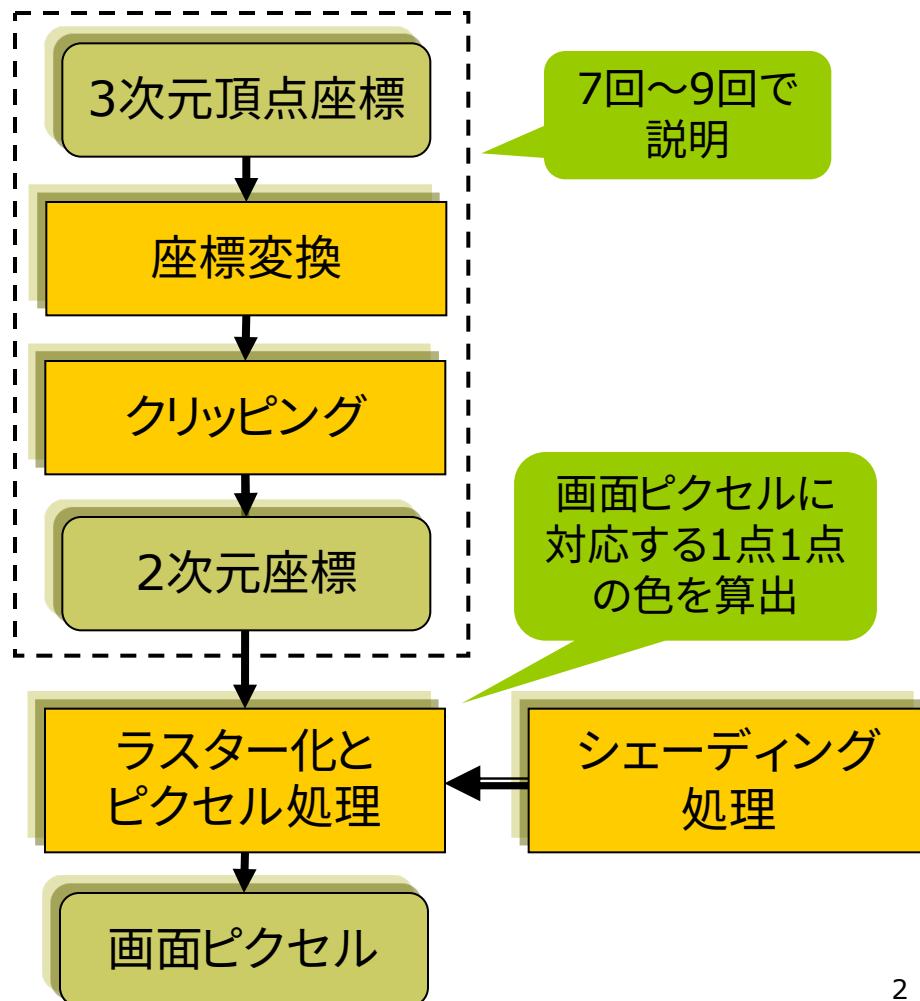 3次元頂点座標
7回～9回で
説明
座標変換
クリッピング
2次元座標
画面ピクセルに
対応する1点1点
の色を算出
ラスター化と
ピクセル処理
シェーディング
処理
画面ピクセル
2